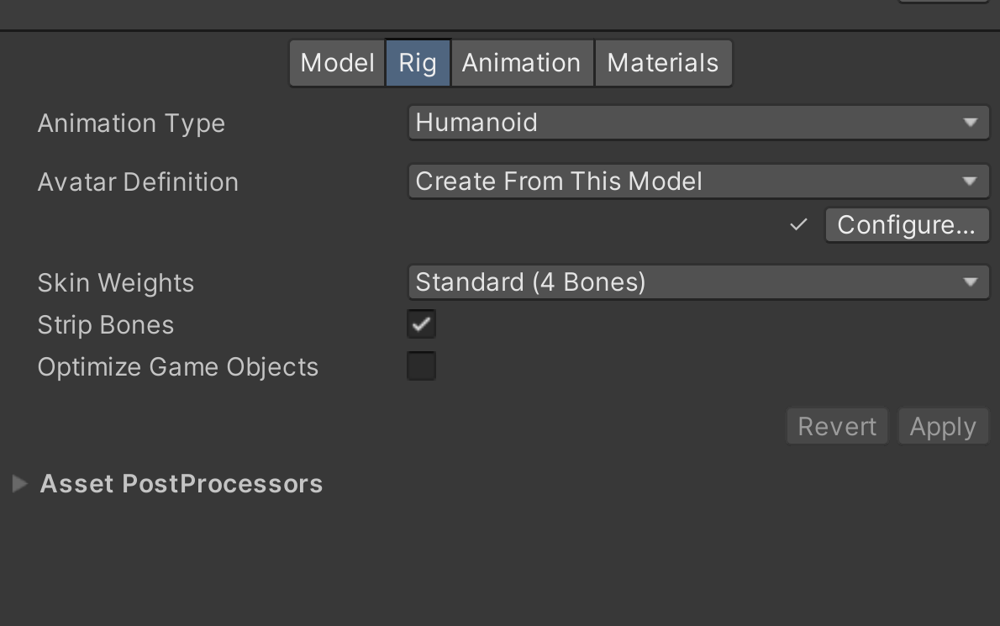 Model Rig Animation Materials
Animation Type Humanoid
Avatar Definition Create From This Model
Configure...
Skin Weights Standard (4 Bones)
Strip Bones
Optimize Game Objects
Revert Apply
Asset PostProcessors